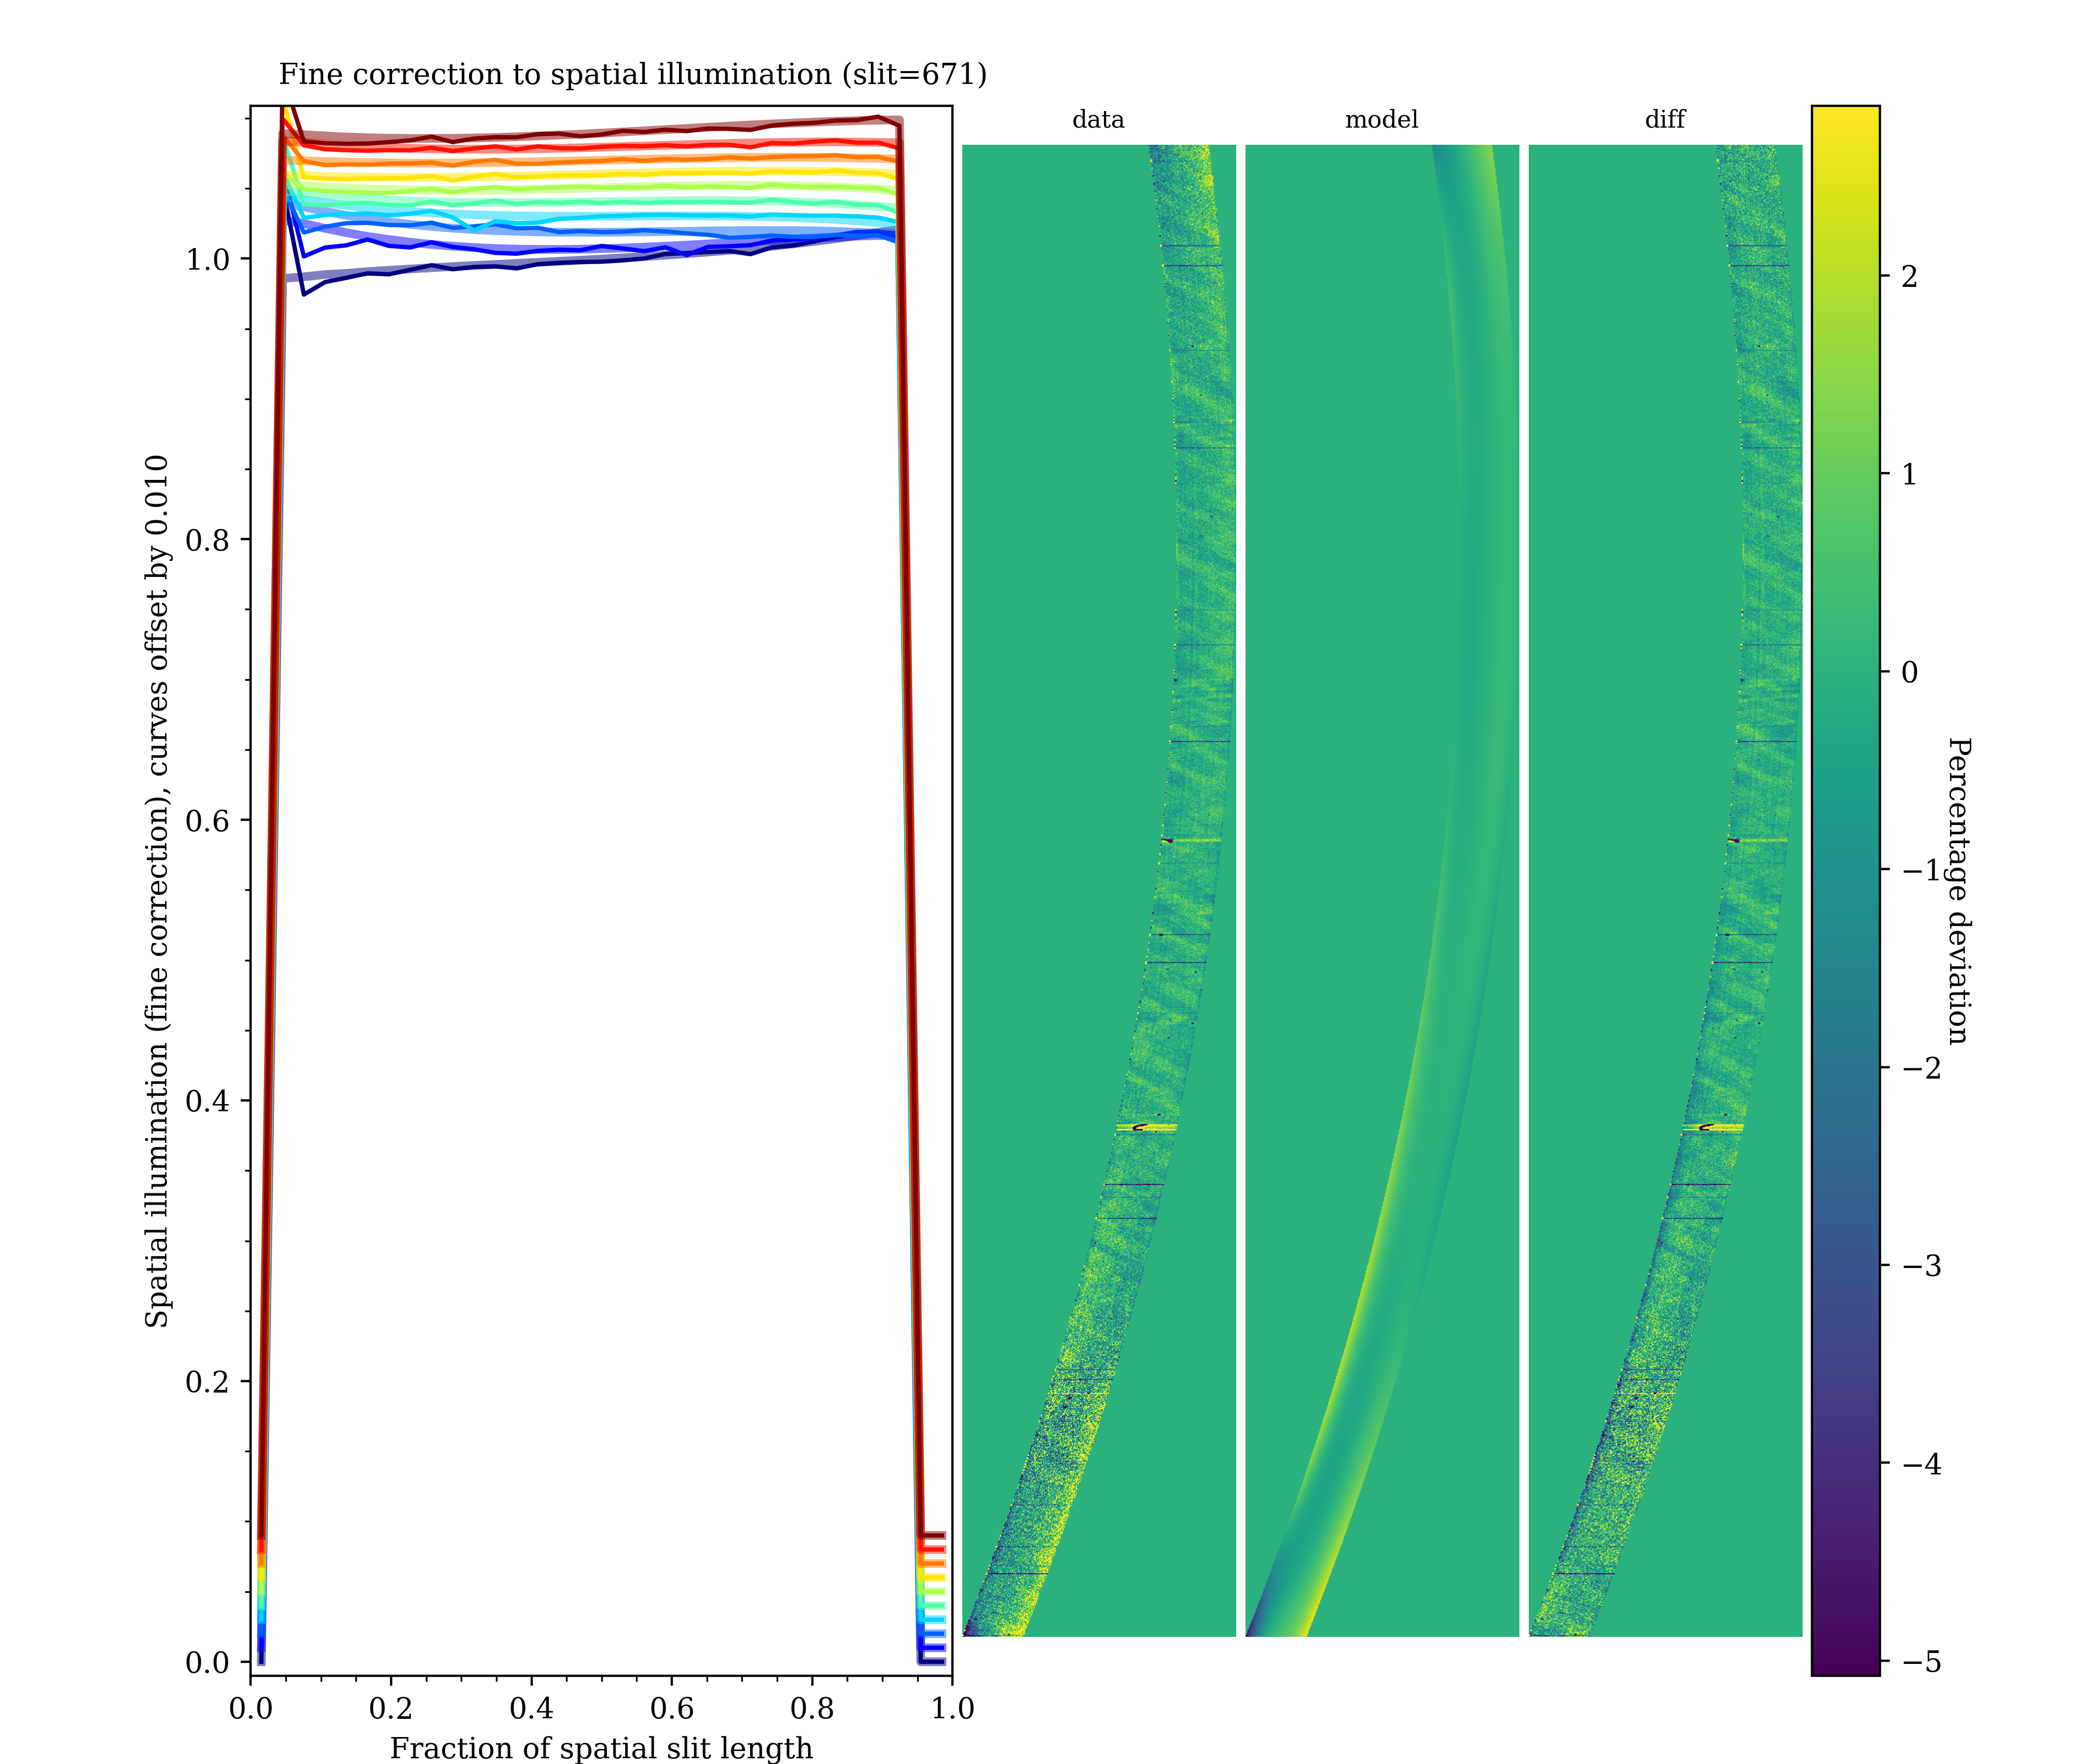 Fine correction to spatial illumination (slit=671)
data
model
diff
Spatial illumination (fine correction), curves offset by 0.010
1.0
0.8
0.6
0.4
0.2
0.0
0.0 0.2 0.4 0.6 0.8 1.0
Fraction of spatial slit length
2
1
0
−1
−2
−3
−4
−5
Percentage deviation